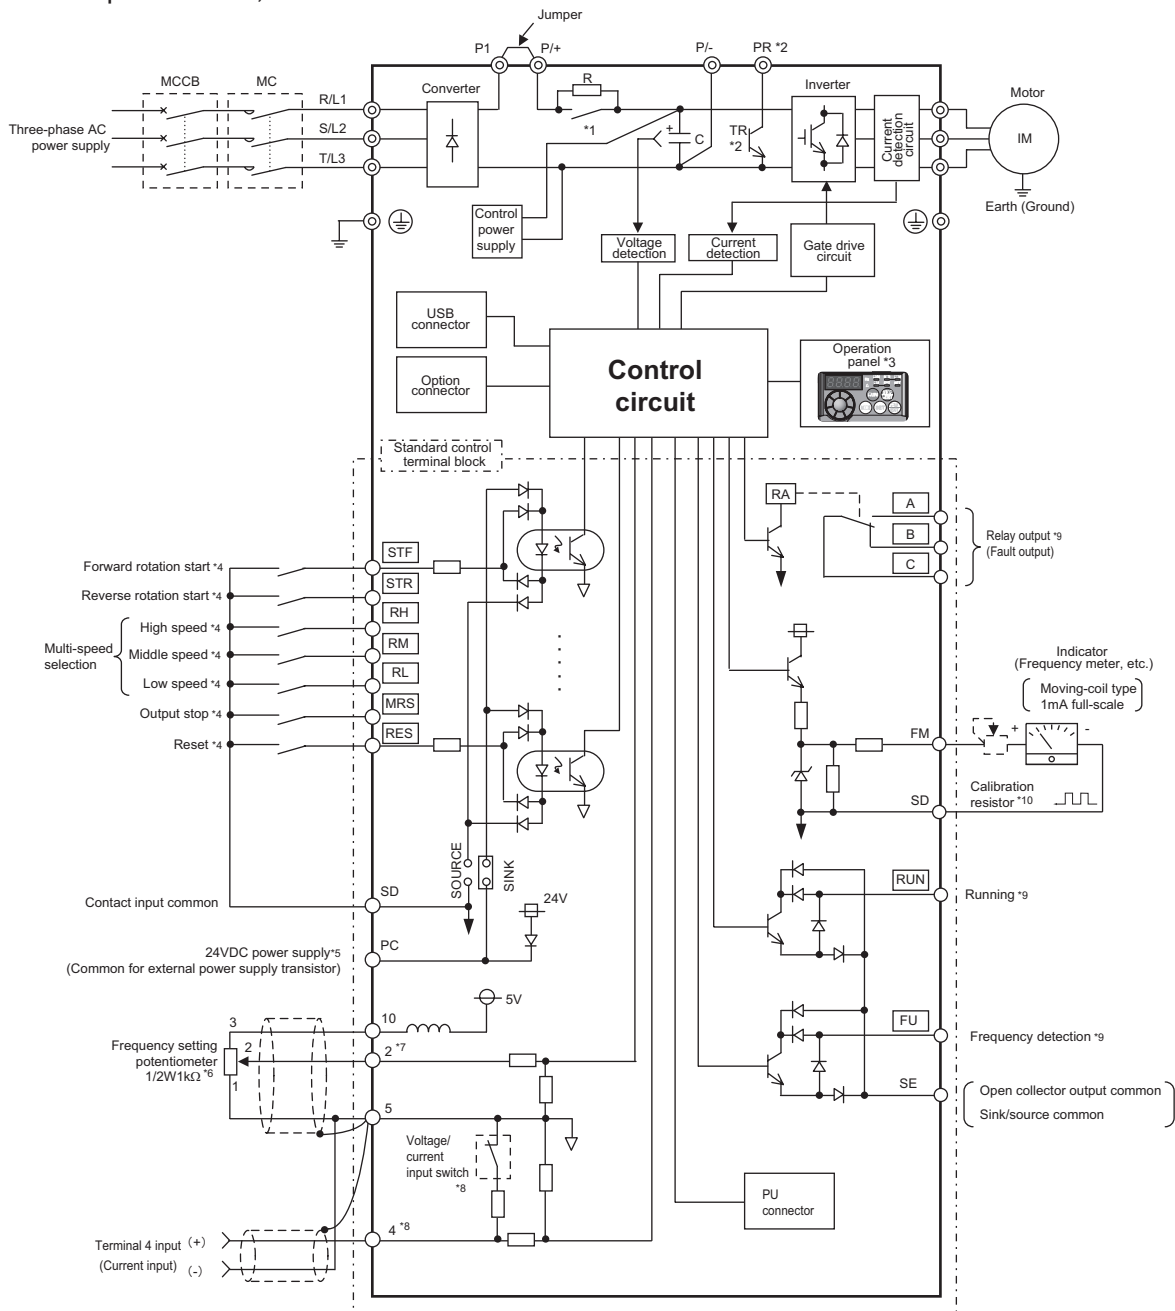 Jumper
P1
P/+
P/-
PR *2
MCCB
MC
R/L1
S/L2
T/L3
Three-phase AC
power supply
Converter
R
*1
+
C
TR
*2
Inverter
Current
detection
circuit
Motor
IM
Earth (Ground)
Control
power
supply
Voltage
detection
Current
detection
Gate drive
circuit
USB
connector
Option
connector
Control
circuit
Operation
panel *3
Standard control
terminal block
RA
A
B
C
Relay output *9
(Fault output)
STF
STR
RH
RM
RL
MRS
RES
Forward rotation start *4
Reverse rotation start *4
Multi-speed
selection
High speed *4
Middle speed *4
Low speed *4
Output stop *4
Reset *4
Indicator
(Frequency meter, etc.)
Moving-coil type
1mA full-scale
FM
+
-
SD
Calibration
resistor *10
SOURCE
SINK
24V
Contact input common
SD
24VDC power supply*5
(Common for external power supply transistor)
PC
RUN
Running *9
FU
Frequency detection *9
SE
Open collector output common
Sink/source common
5V
10
3
2
1
2 *7
Frequency setting
potentiometer
1/2W1kΩ *6
5
Voltage/
current
input switch
*8
4 *8
Terminal 4 input (+)
(Current input) (-)
PU
connector